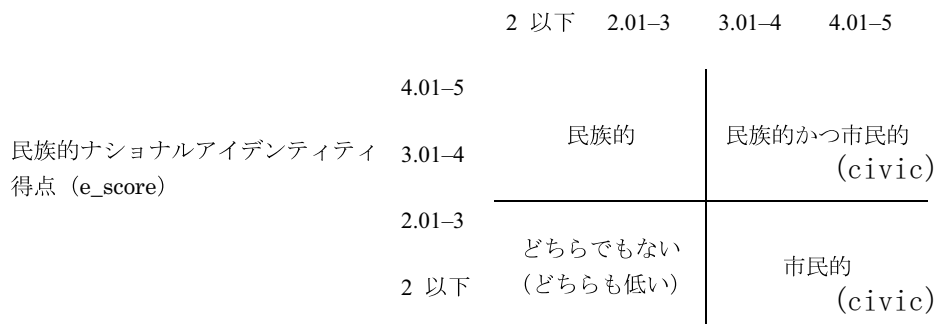 2 以下 2.01–3 3.01–4 4.01–5
4.01–5
民族的 民族的かつ市民的
民族的ナショナルアイデンティティ 3.01–4
(civic)
得点（e_score）
2.01–3
どちらでもない
市民的
（どちらも低い）
2 以下
(civic)